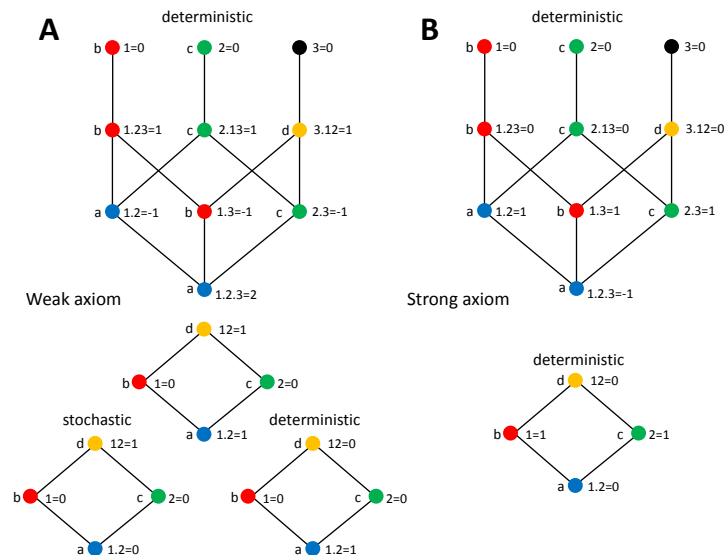 A
deterministic
b 1=0
c 2=0
3=0
b 1.23=1
c 2.13=1
d 3.12=1
a 1.2=-1
b 1.3=-1
c 2.3=-1
a 1.2.3=2
Weak axiom
d 12=1
b 1=0
c 2=0
a 1.2=1
stochastic
d 12=1
b 1=0
c 2=0
a 1.2=0
deterministic
d 12=0
b 1=0
c 2=0
a 1.2=1
B
deterministic
b 1=0
c 2=0
3=0
b 1.23=0
c 2.13=0
d 3.12=0
a 1.2=1
b 1.3=1
c 2.3=1
a 1.2.3=-1
Strong axiom
deterministic
d 12=0
b 1=1
c 2=1
a 1.2=0